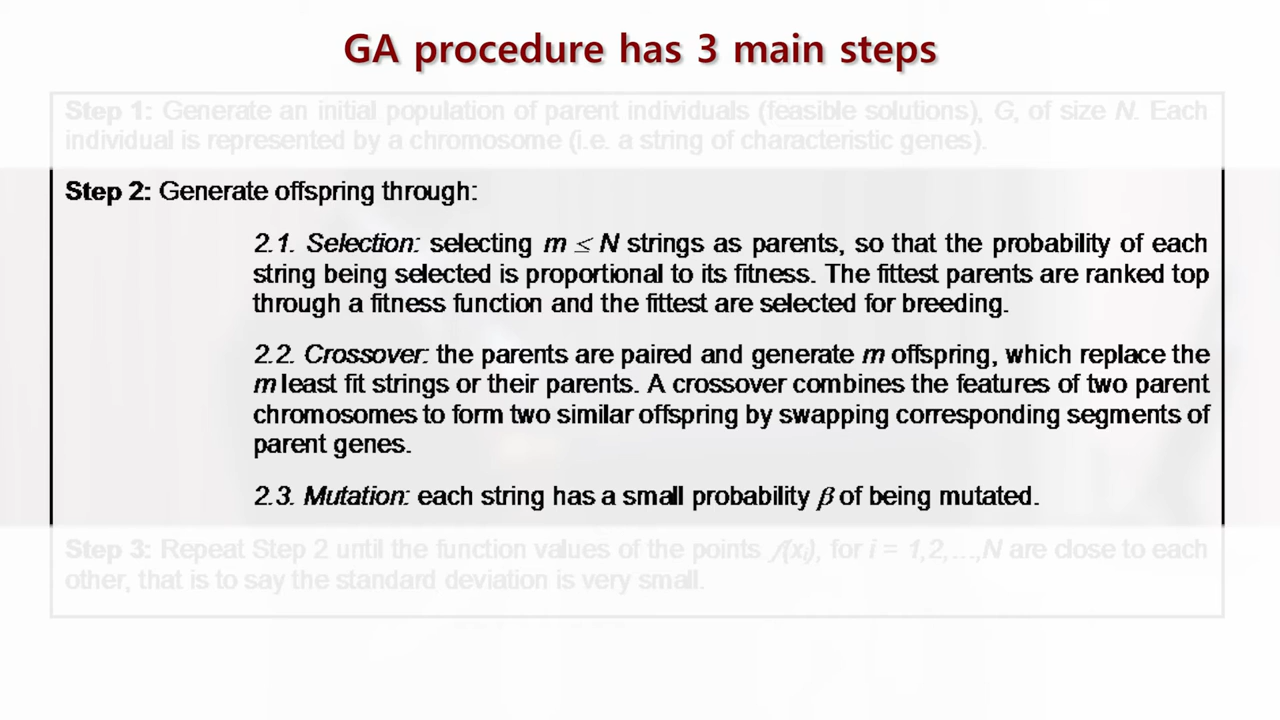 GA procedure has 3 main steps
Step 1: Generate an initial population of parent individuals (feasible solutions), G, of size N. Each
individual is represented by a chromosome (i.e. a string of characteristic genes).
Step 2: Generate offspring through:
2.1. Selection: selecting m ≤ N strings as parents, so that the probability of each
string being selected is proportional to its fitness. The fittest parents are ranked top
through a fitness function and the fittest are selected for breeding.
2.2. Crossover: the parents are paired and generate m offspring, which replace the
m least fit strings or their parents. A crossover combines the features of two parent
chromosomes to form two similar offspring by swapping corresponding segments of
parent genes.
2.3. Mutation: each string has a small probability β of being mutated.
Step 3: Repeat Step 2 until the function values of the points f(xᵢ), for i = 1,2,...,N are close to each
other, that is to say the standard deviation is very small.